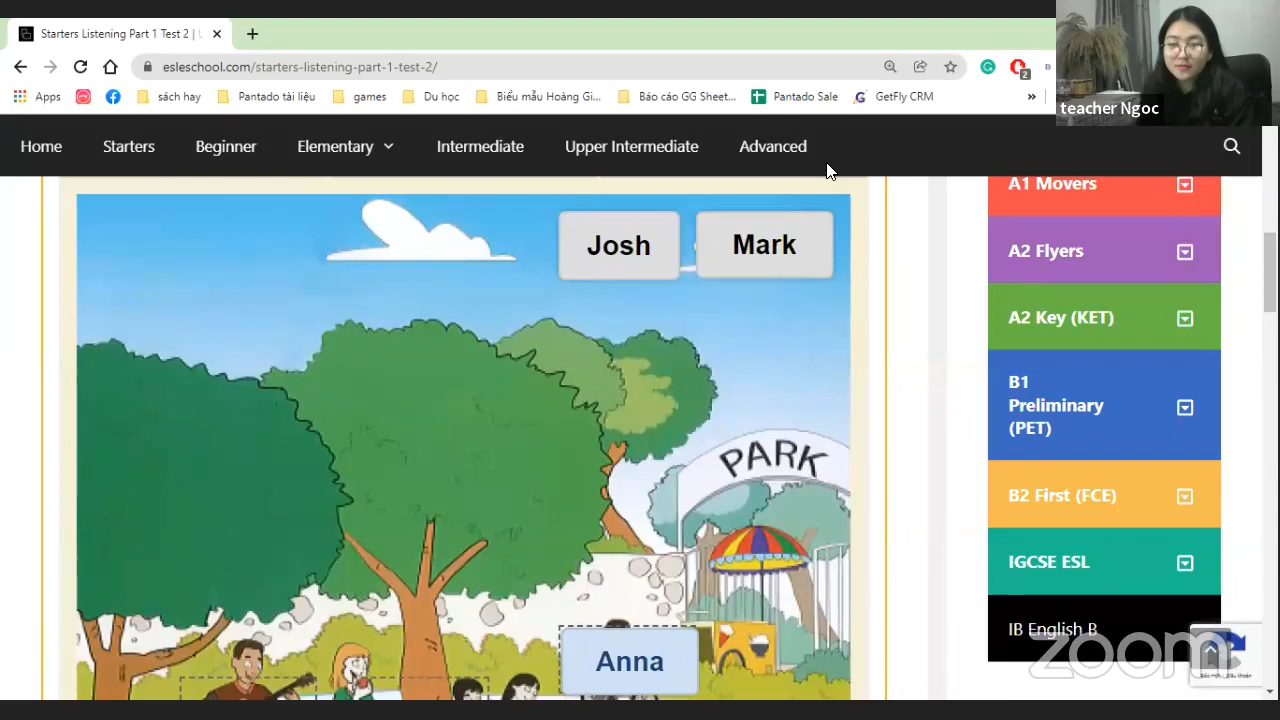 Starters Listening Part 1 Test 2 |
esleschool.com/starters-listening-part-1-test-2/
2
Apps sách hay Pantado tài liệu games Du học Biểu mẫu Hoàng Gi... Báo cáo GG Sheet... Pantado Sale GetFly CRM »
teacher Ngoc
Home Starters Beginner Elementary Intermediate Upper Intermediate Advanced
Josh
Mark
PARK
Anna
A1 Movers
A2 Flyers
A2 Key (KET)
B1
Preliminary
(PET)
B2 First (FCE)
IGCSE ESL
IB English B
zoom